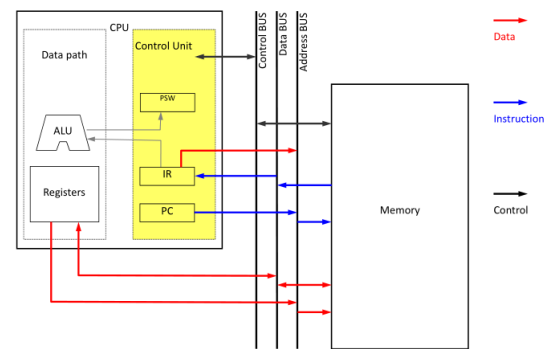 CPU
Data path
Control Unit
PSW
ALU
IR
Registers
PC
Control BUS
Data BUS
Address BUS
Memory
Data
Instruction
Control